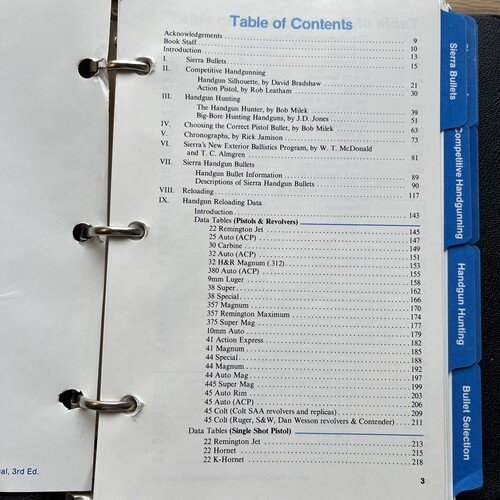 Table of Contents
Acknowledgements 9
Book Staff 10
Introduction 13
I. Sierra Bullets 15
II. Competitive Handgunning
Handgun Silhouette, by David Bradshaw 21
Action Pistol, by Rob Leatham 30
III. Handgun Hunting
The Handgun Hunter, by Bob Milek 39
Big-Bore Hunting Handguns, by J.D. Jones 51
IV. Choosing the Correct Pistol Bullet, by Bob Milek 63
V. Chronographs, by Rick Jamison 73
VI. Sierra's New Exterior Ballistics Program, by W. T. McDonald
and T. C. Almgren 81
VII. Sierra Handgun Bullets
Handgun Bullet Information 89
Descriptions of Sierra Handgun Bullets 90
VIII. Reloading 117
IX. Handgun Reloading Data
Introduction 143
Data Tables (Pistols & Revolvers)
22 Remington Jet 145
25 Auto (ACP) 147
30 Carbine 149
32 Auto (ACP) 151
32 H&R Magnum (.312) 153
380 Auto (ACP) 155
9mm Luger 158
38 Super 162
38 Special 166
357 Magnum 170
357 Remington Maximum 174
375 Super Mag 177
10mm Auto 179
41 Action Express 182
41 Magnum 185
44 Special 188
44 Magnum 192
44 Auto Mag 197
445 Super Mag 199
45 Auto Rim 203
45 Auto (ACP) 206
45 Colt (Colt SAA revolvers and replicas) 209
45 Colt (Ruger, S&W, Dan Wesson revolvers & Contender) 211
Data Tables (Single Shot Pistol)
22 Remington Jet 213
22 Hornet 215
22 K-Hornet 218
3
al, 3rd Ed.
Sierra Bullets
Competitive Handgunning
Handgun Hunting
Bullet Selection